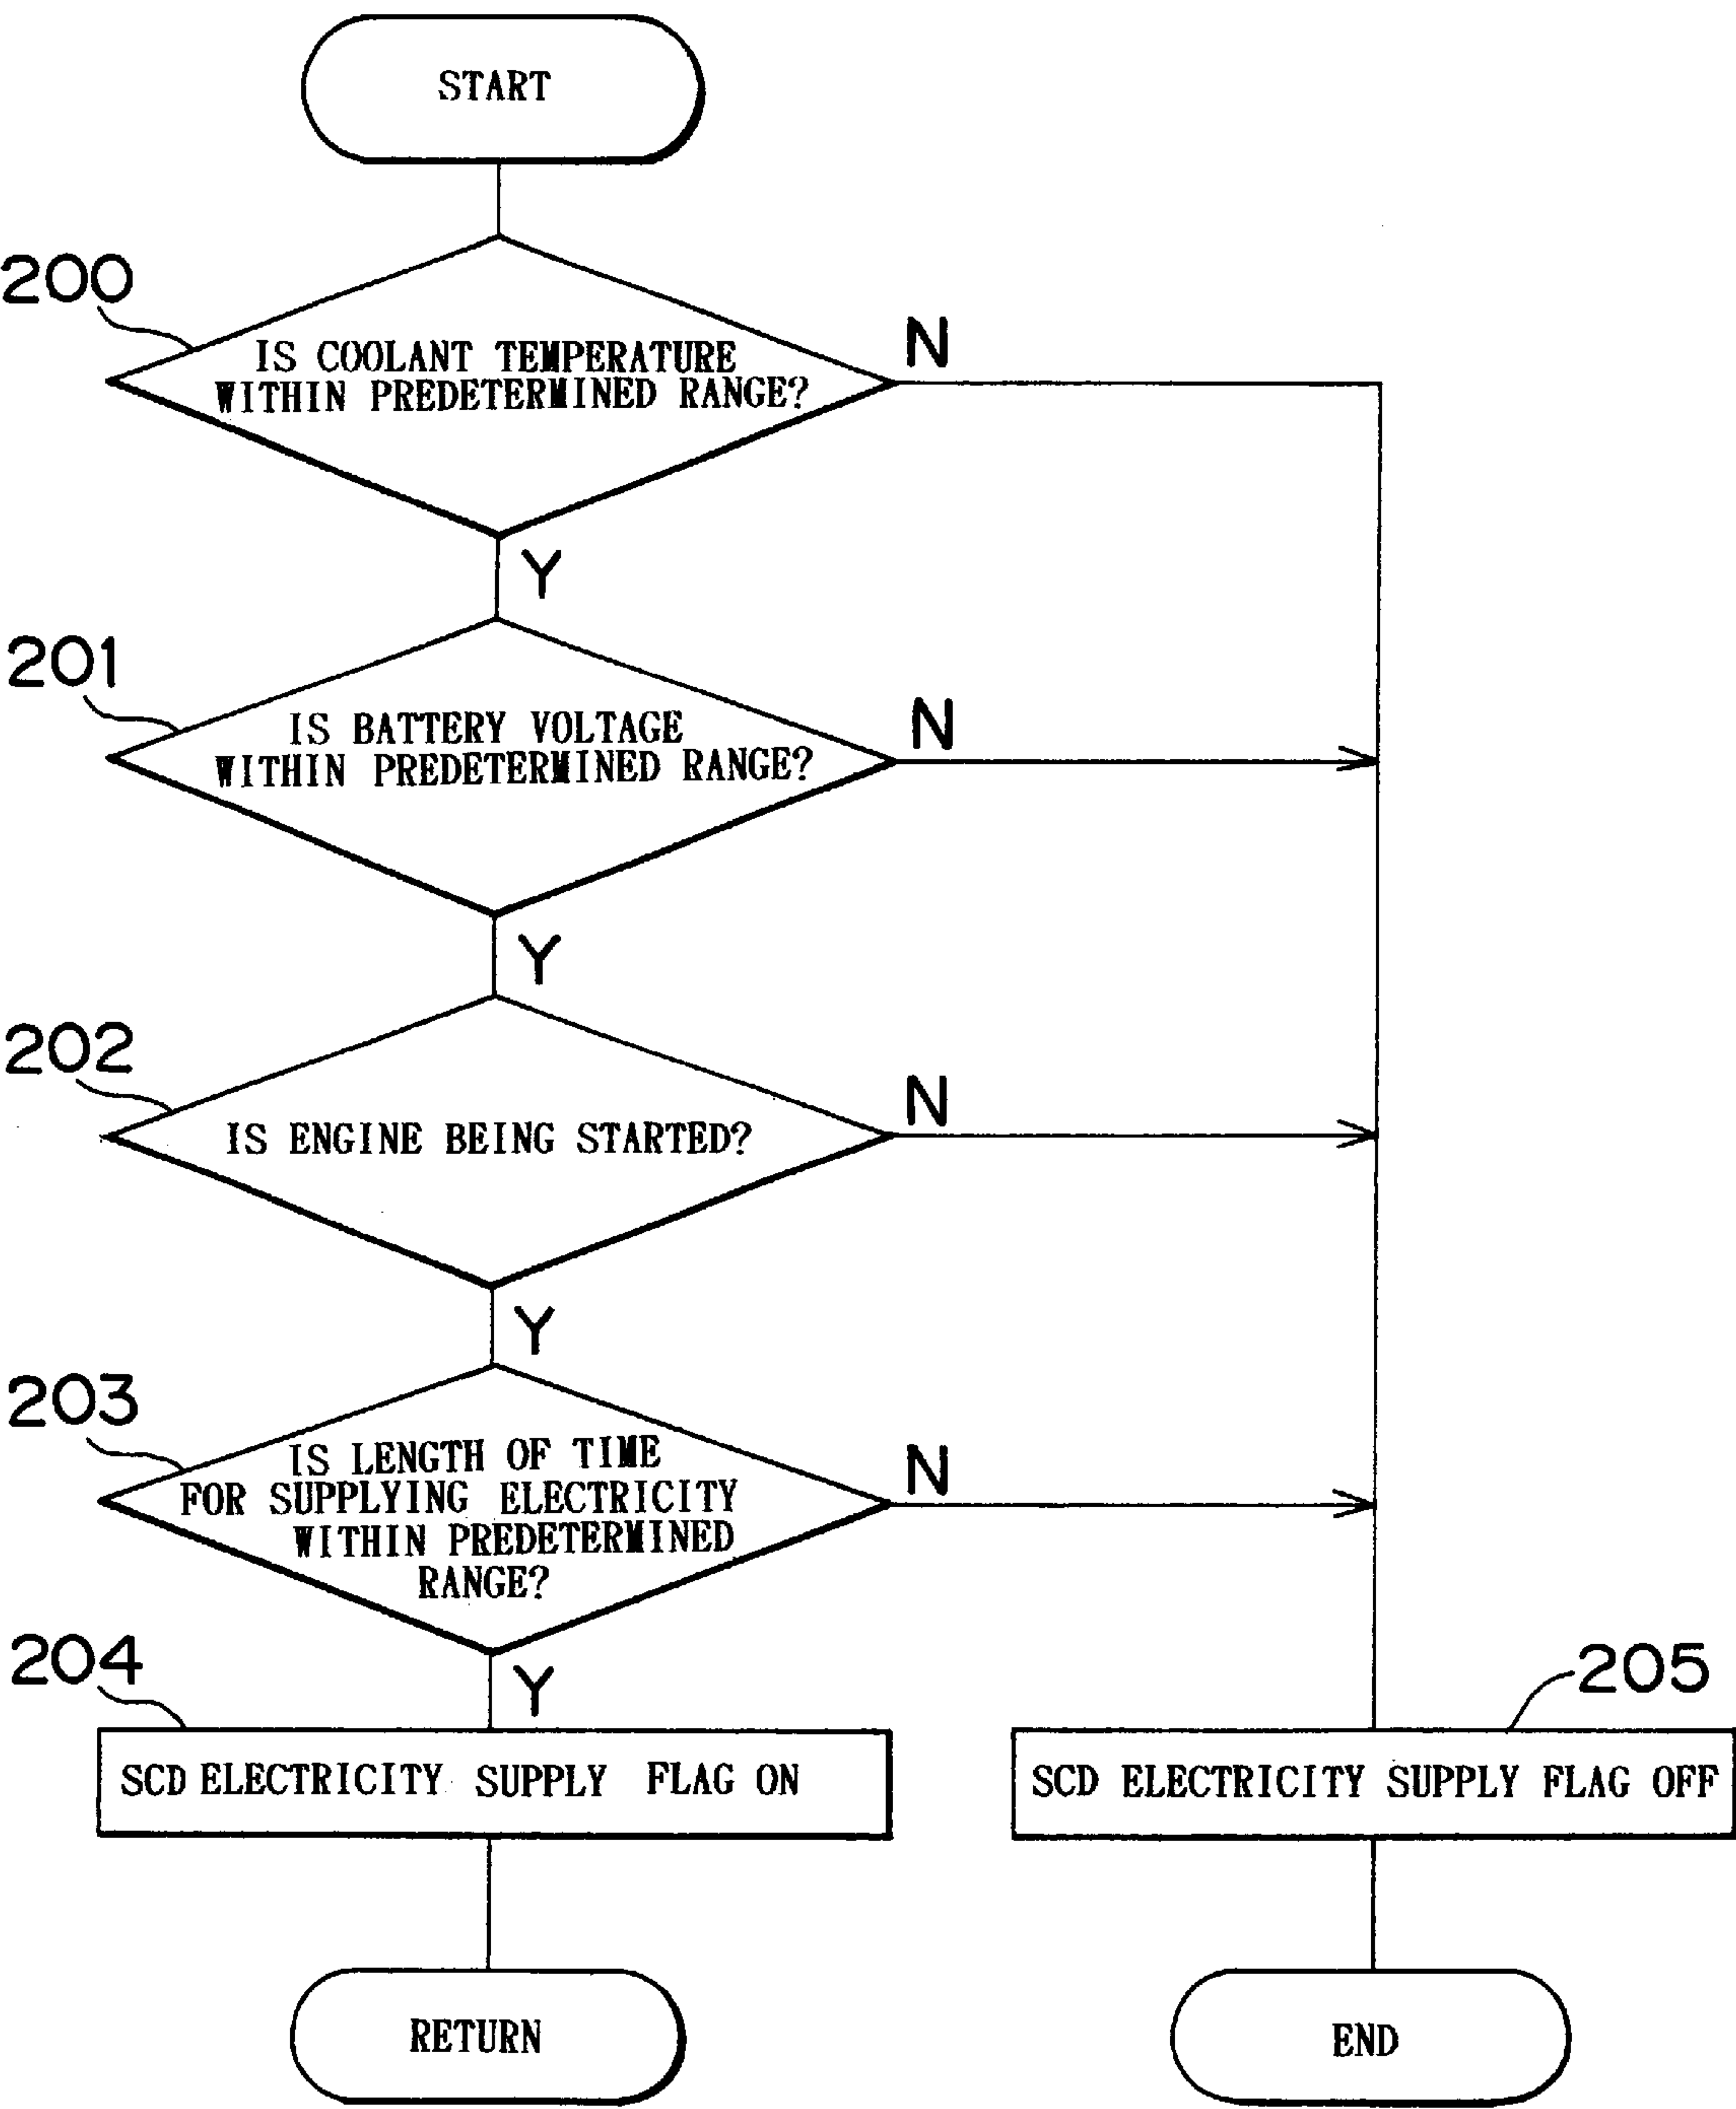 START
200
IS COOLANT TEMPERATURE
WITHIN PREDETERMINED RANGE?
N
Y
201
IS BATTERY VOLTAGE
WITHIN PREDETERMINED RANGE?
N
Y
202
IS ENGINE BEING STARTED?
N
Y
203
IS LENGTH OF TIME
FOR SUPPLYING ELECTRICITY
WITHIN PREDETERMINED
RANGE?
N
Y
204
SCD ELECTRICITY SUPPLY FLAG ON
205
SCD ELECTRICITY SUPPLY FLAG OFF
RETURN
END